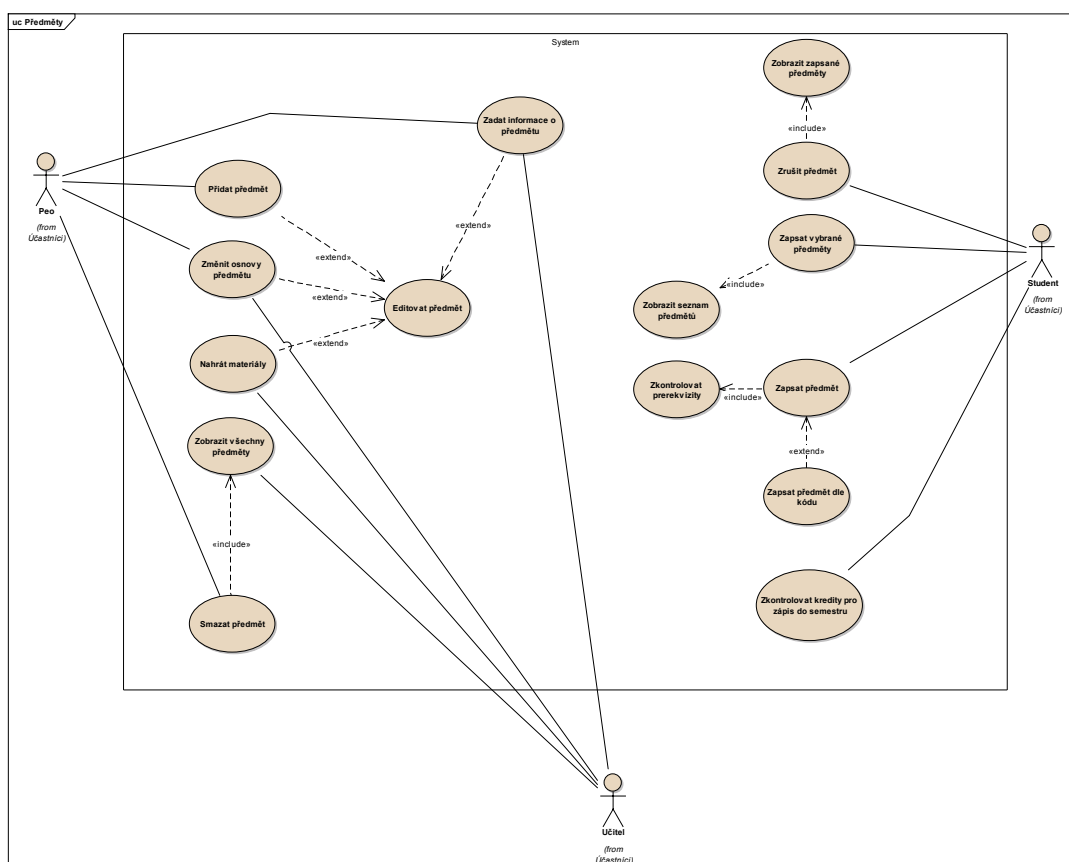 uc Předměty
System
Zobrazit zapsané
předměty
«include»
Zrušit předmět
Zadat informace o
předmětu
Přidat předmět
«extend»
Peo
(from
Účastníci)
Zapsat vybrané
předměty
«include»
Student
(from
Účastníci)
Změnit osnovy
předmětu
«extend»
«extend»
Editovat předmět
Zobrazit seznam
předmětů
Nahrát materiály
«extend»
Zkontrolovat
prerekvizity
«include»
Zapsat předmět
Zobrazit všechny
předměty
«extend»
Zapsat předmět dle
kódu
«include»
Zkontrolovat kredity pro
zápis do semestru
Smazat předmět
Učitel
(from
Účastníci)